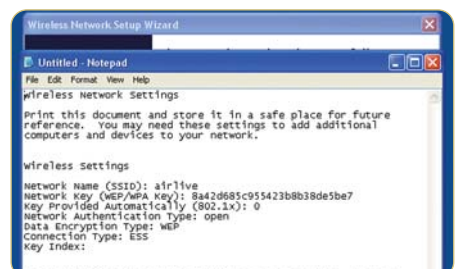 Wireless Network Setup Wizard
Untitled - Notepad
File Edit Format View Help
Wireless Network Settings
Print this document and store it in a safe place for future
reference. You may need these settings to add additional
computers and devices to your network.
Wireless Settings
Network Name (SSID): airlive
Network Key (WEP/WPA Key): 8a42d685c955423b8b38de5be7
Key Provided Automatically (802.1x): 0
Network Authentication Type: open
Data Encryption Type: WEP
Connection Type: ESS
Key Index: